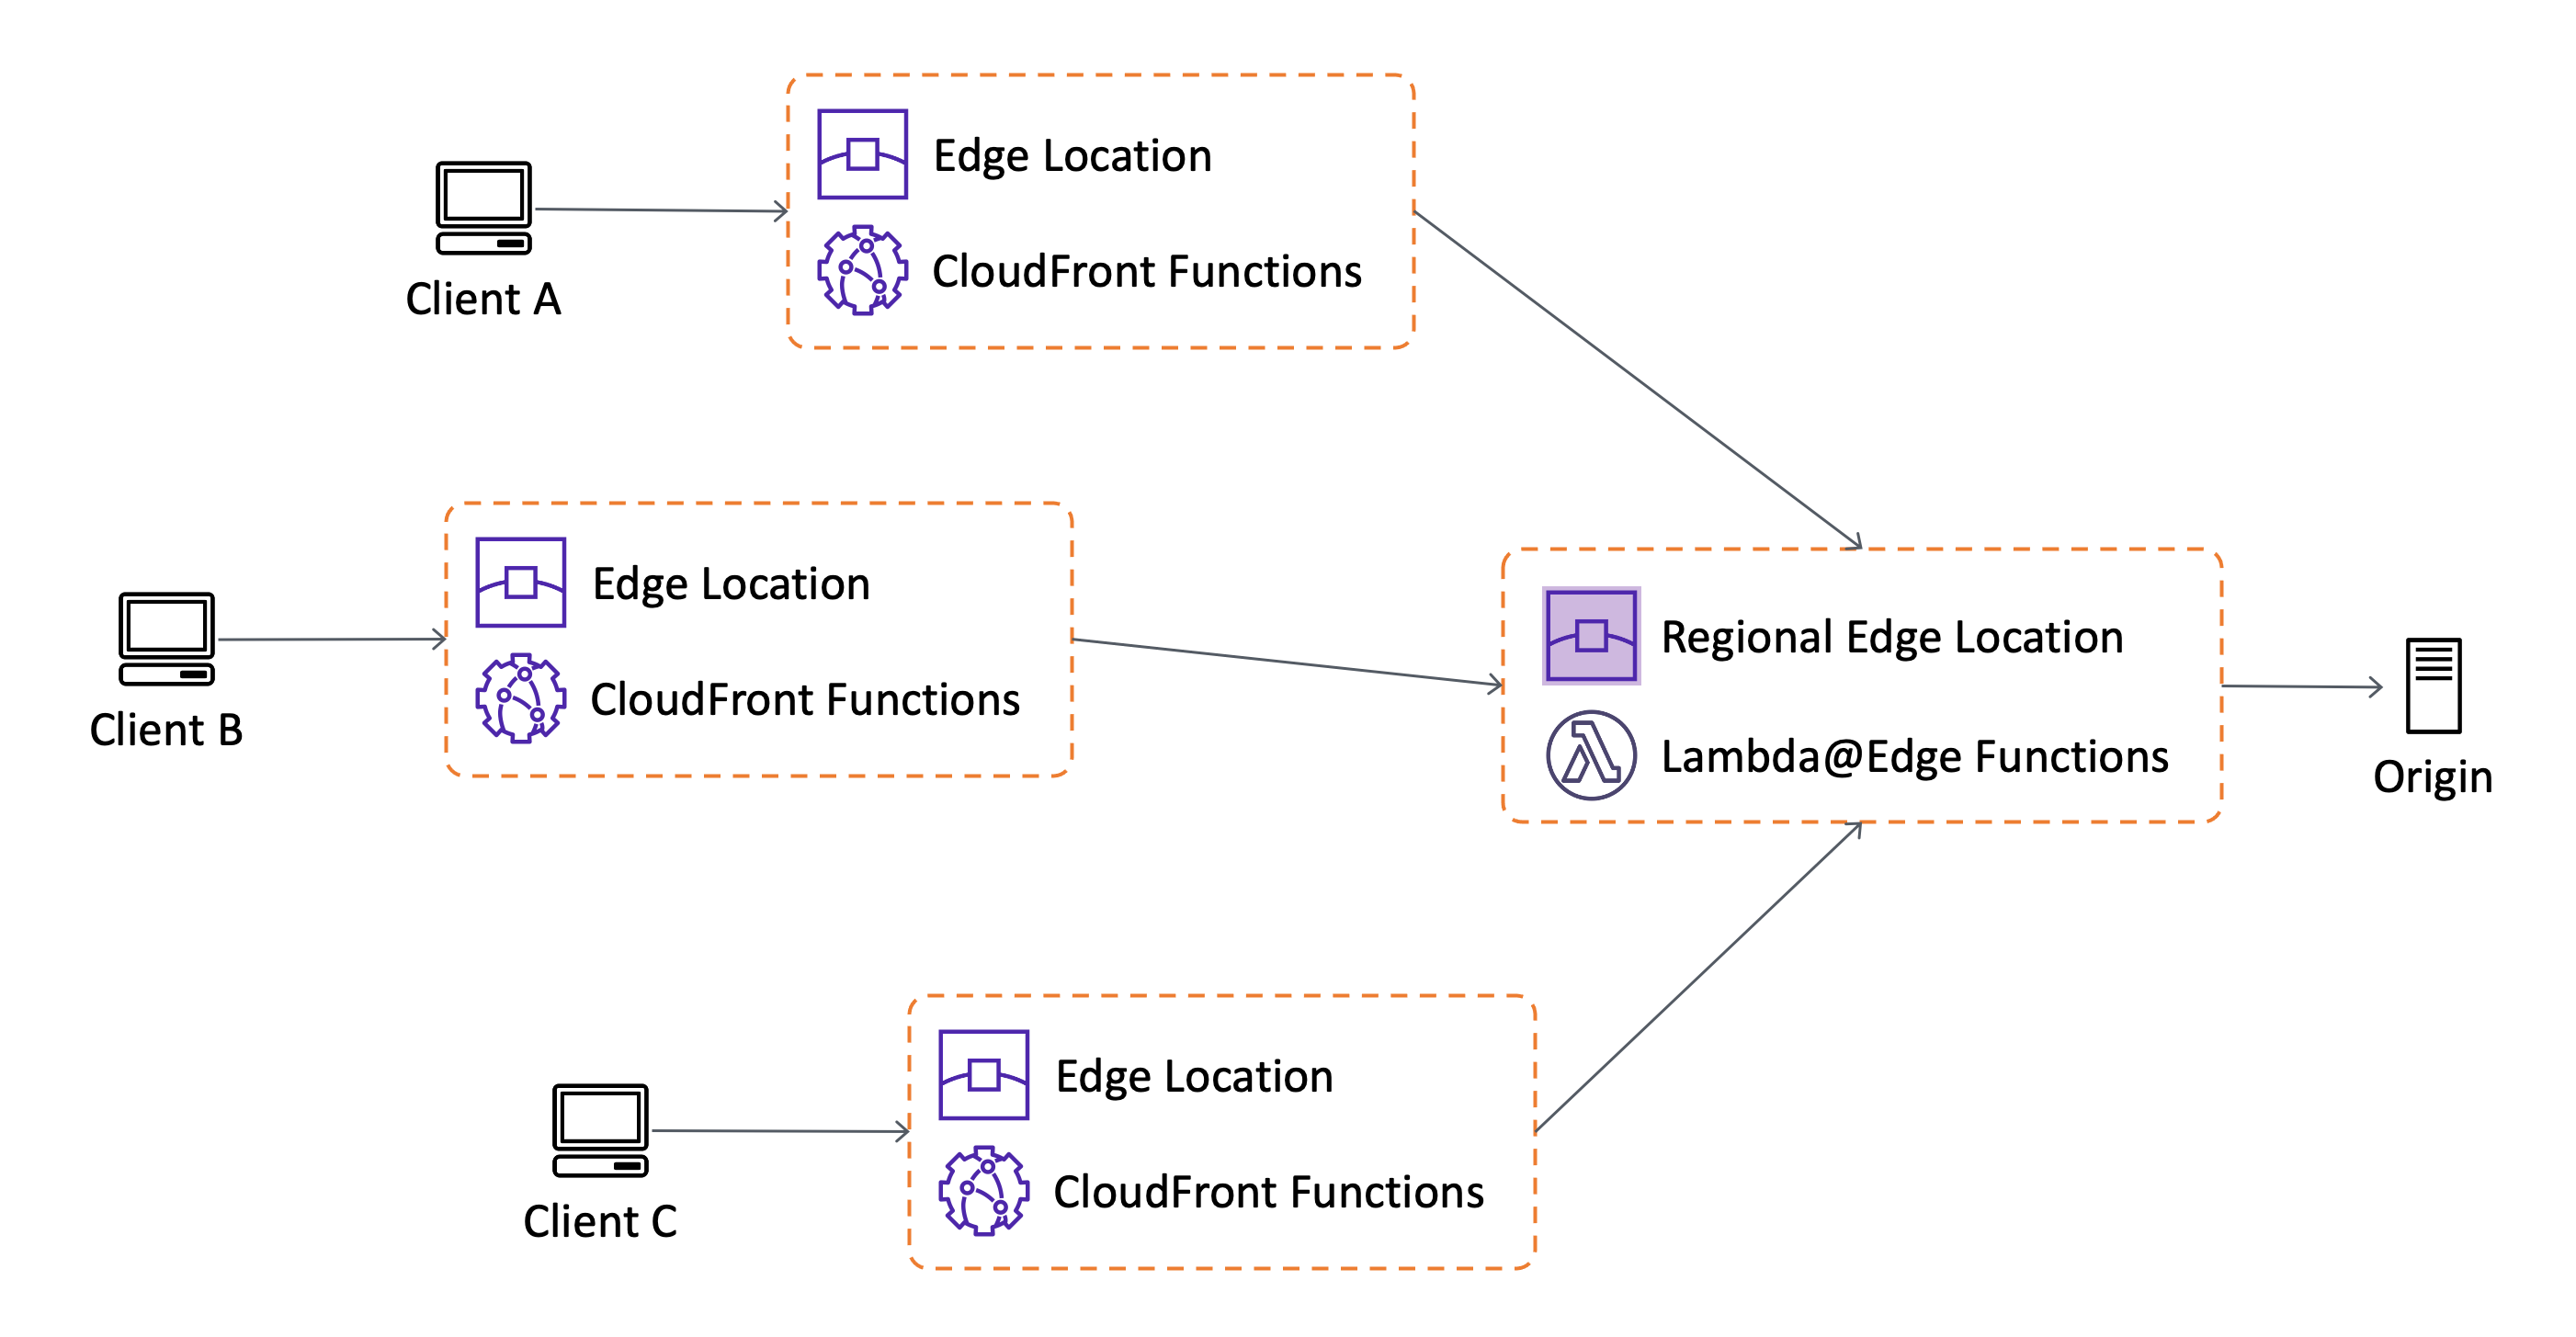 Edge Location
CloudFront Functions
Client A
Edge Location
CloudFront Functions
Client B
Regional Edge Location
Lambda@Edge Functions
Origin
Edge Location
CloudFront Functions
Client C